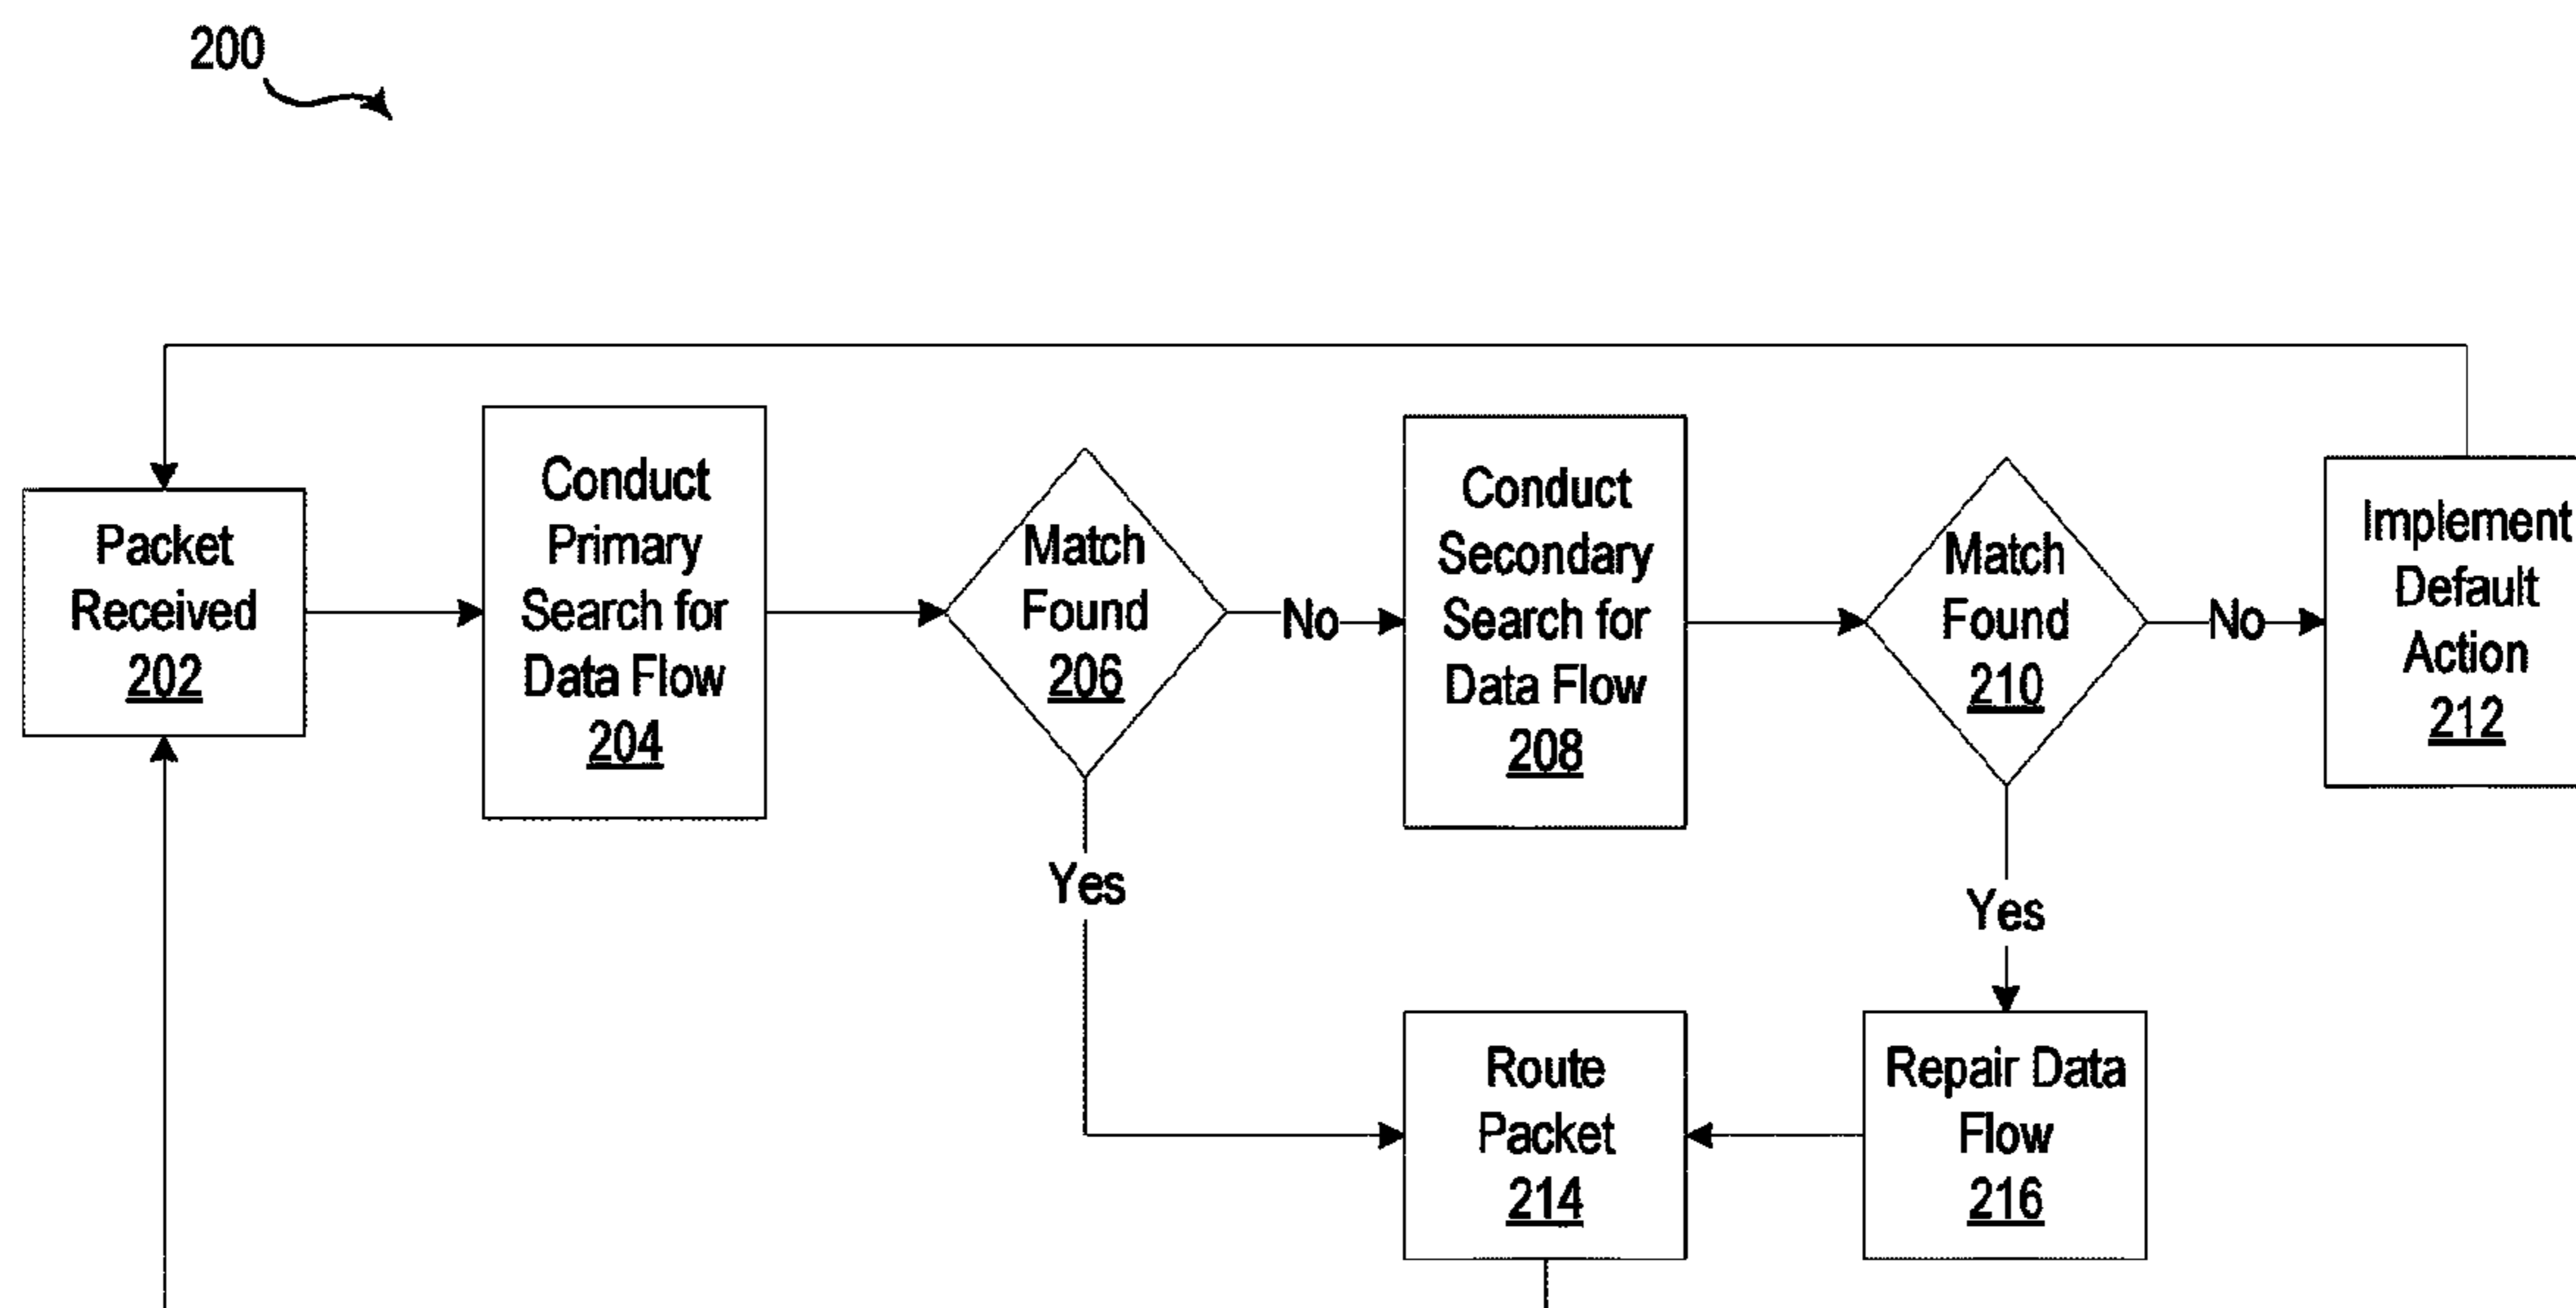 200
Packet
Received
202
Conduct
Primary
Search for
Data Flow
204
Match
Found
206
No
Conduct
Secondary
Search for
Data Flow
208
Match
Found
210
No
Implement
Default
Action
212
Yes
Yes
Route
Packet
214
Repair Data
Flow
216